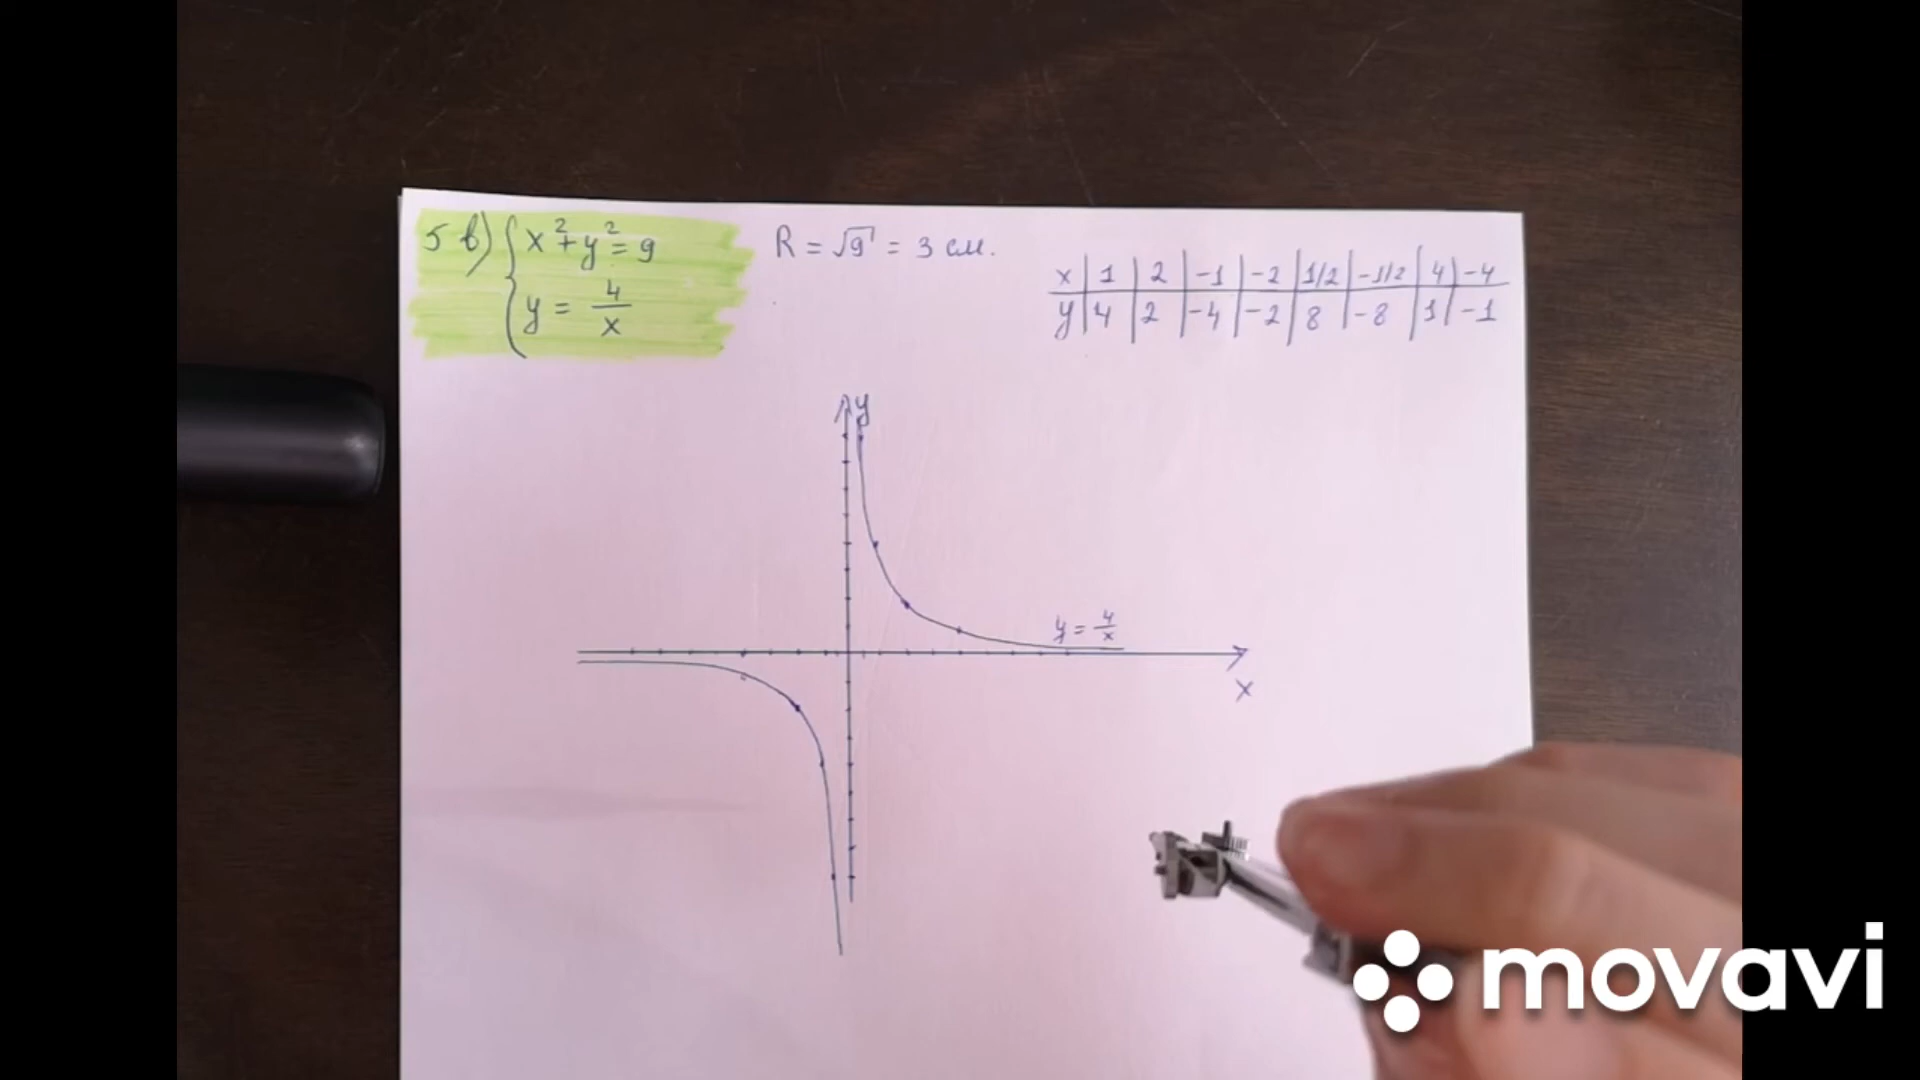 5 в) { x² + y² = 9
y = 4/x
R = √9 = 3 см.
x | 1 | 2 | -1 | -2 | 1/2 | -1/2 | 4 | -4
y | 4 | 2 | -4 | -2 | 8 | -8 | 1 | -1
y
y = 4/x
x
movavi